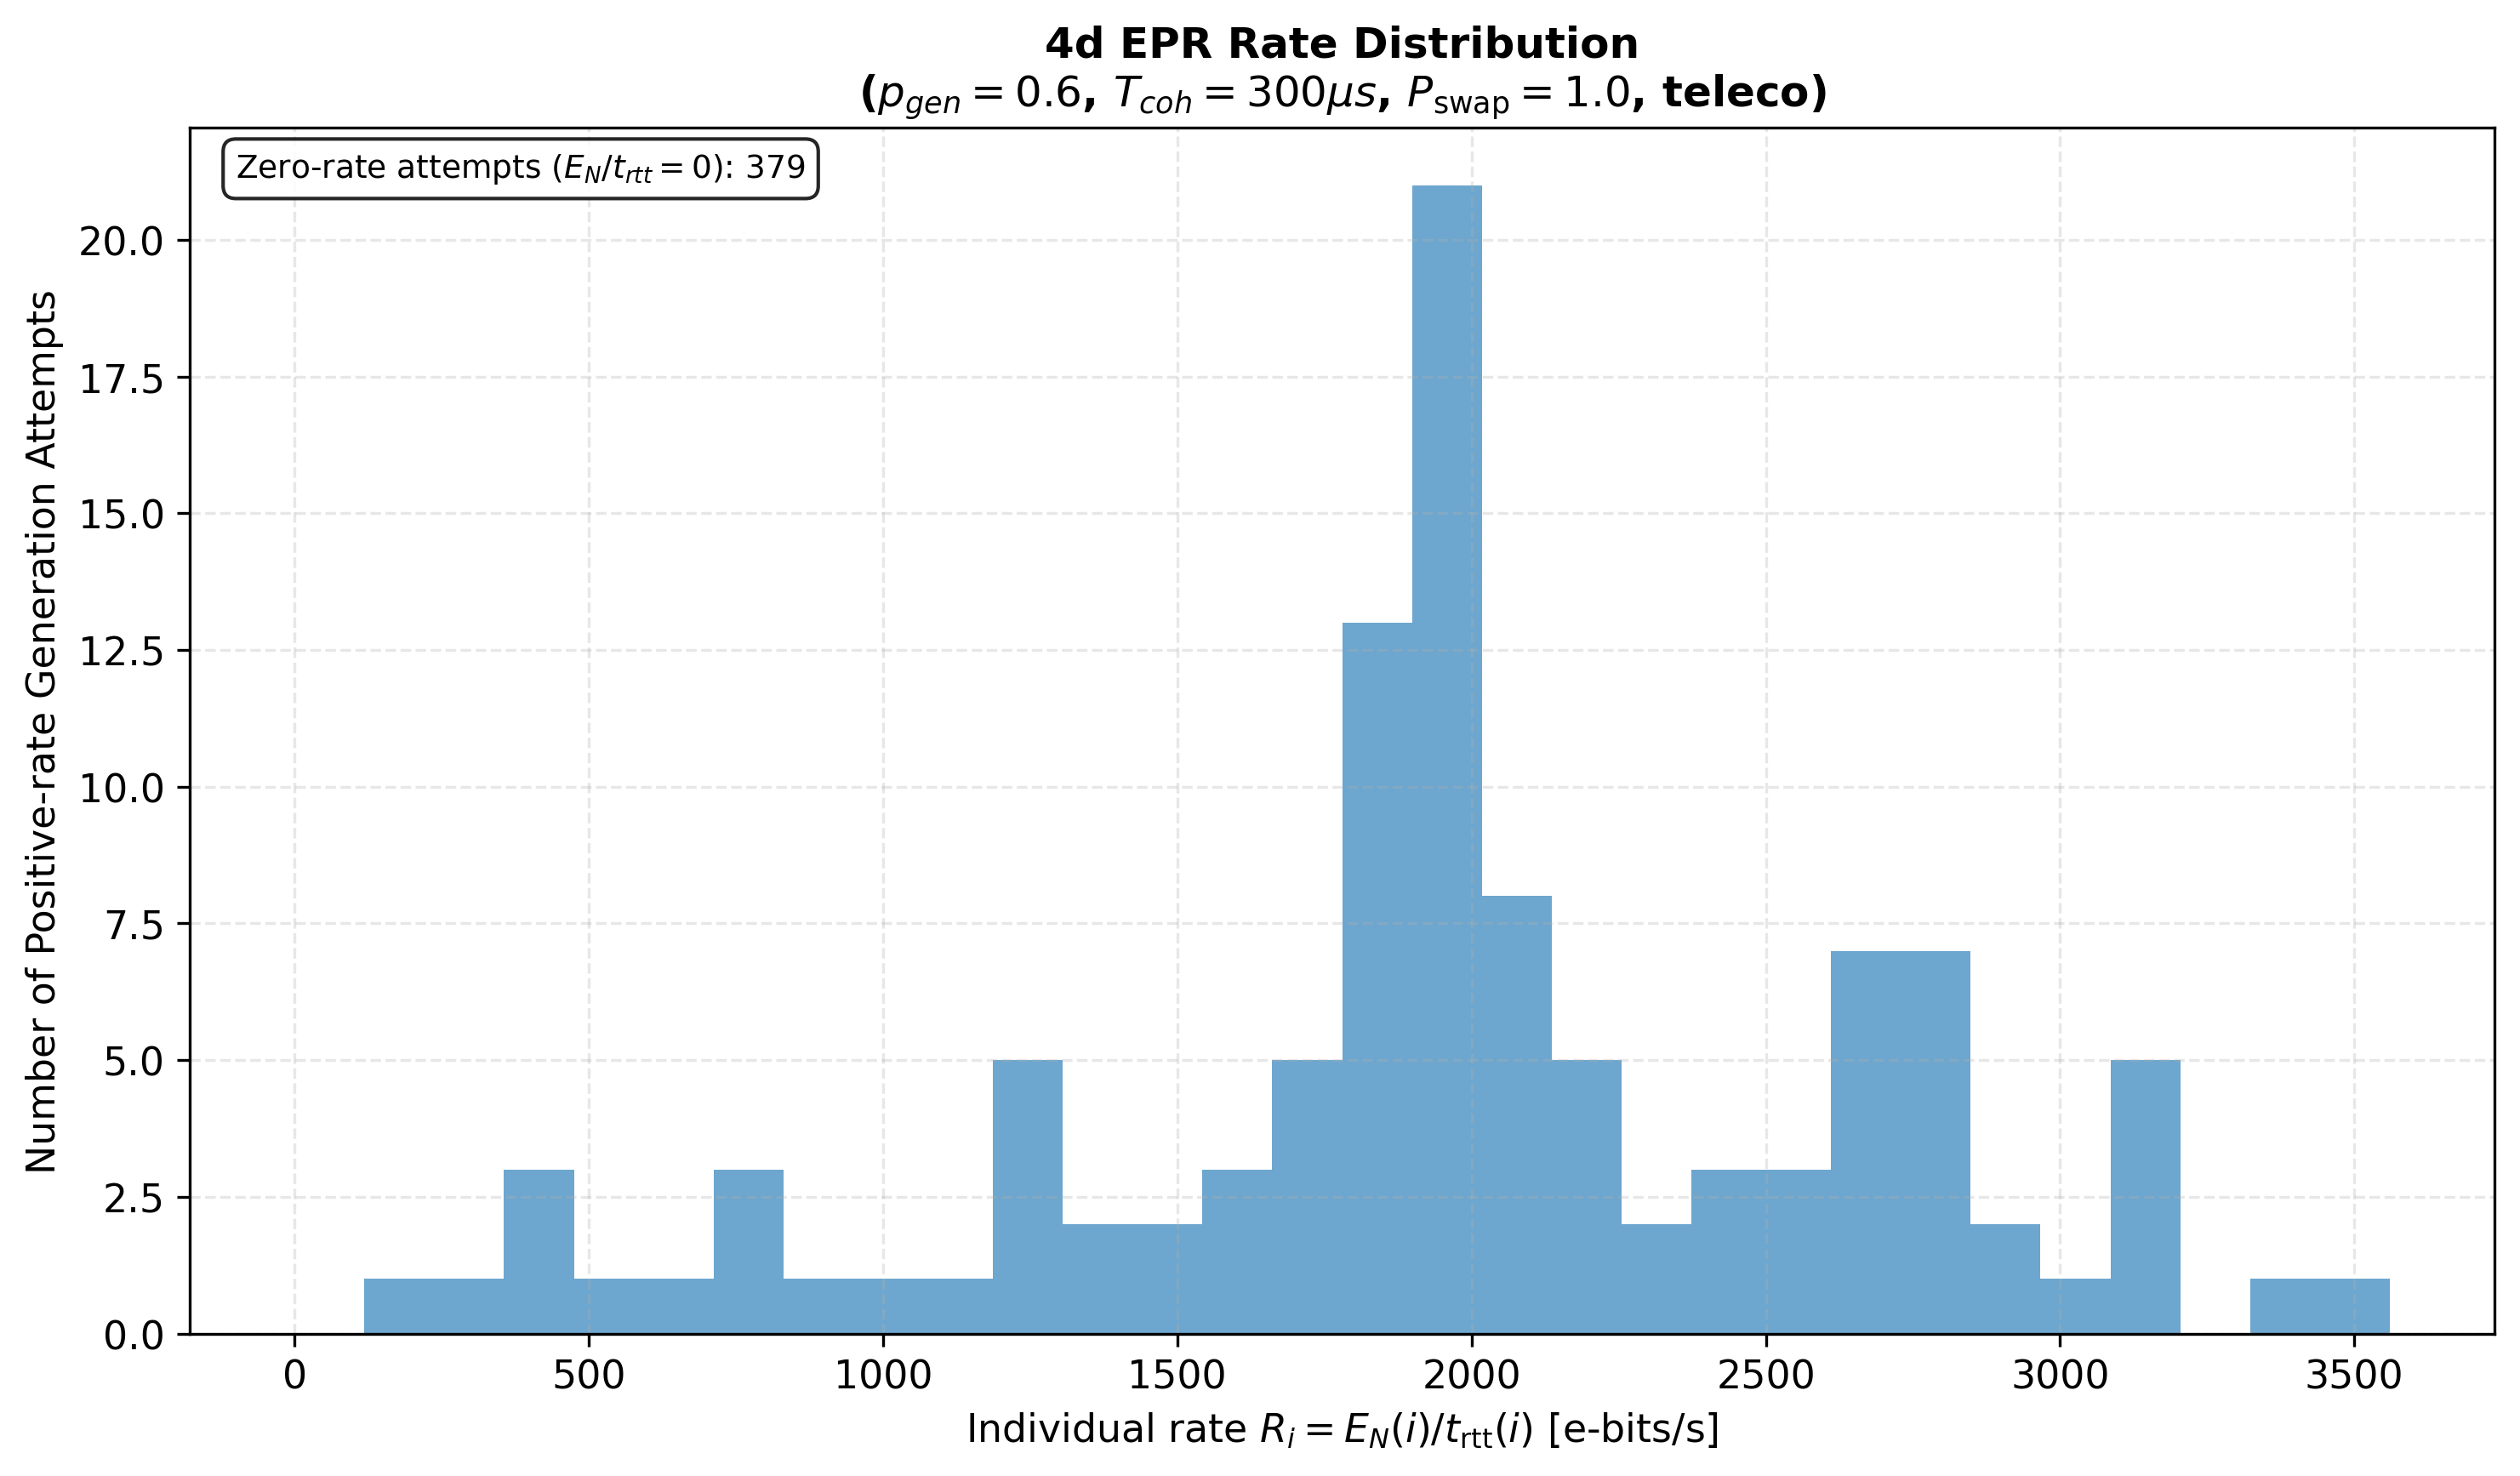 4d EPR Rate Distribution
(p_gen = 0.6, T_coh = 300μs, P_swap = 1.0, teleco)
Zero-rate attempts (E_N/t_rtt = 0): 379
Number of Positive-rate Generation Attempts
20.0
17.5
15.0
12.5
10.0
7.5
5.0
2.5
0.0
0 500 1000 1500 2000 2500 3000 3500
Individual rate R_i = E_N(i)/t_rtt(i) [e-bits/s]